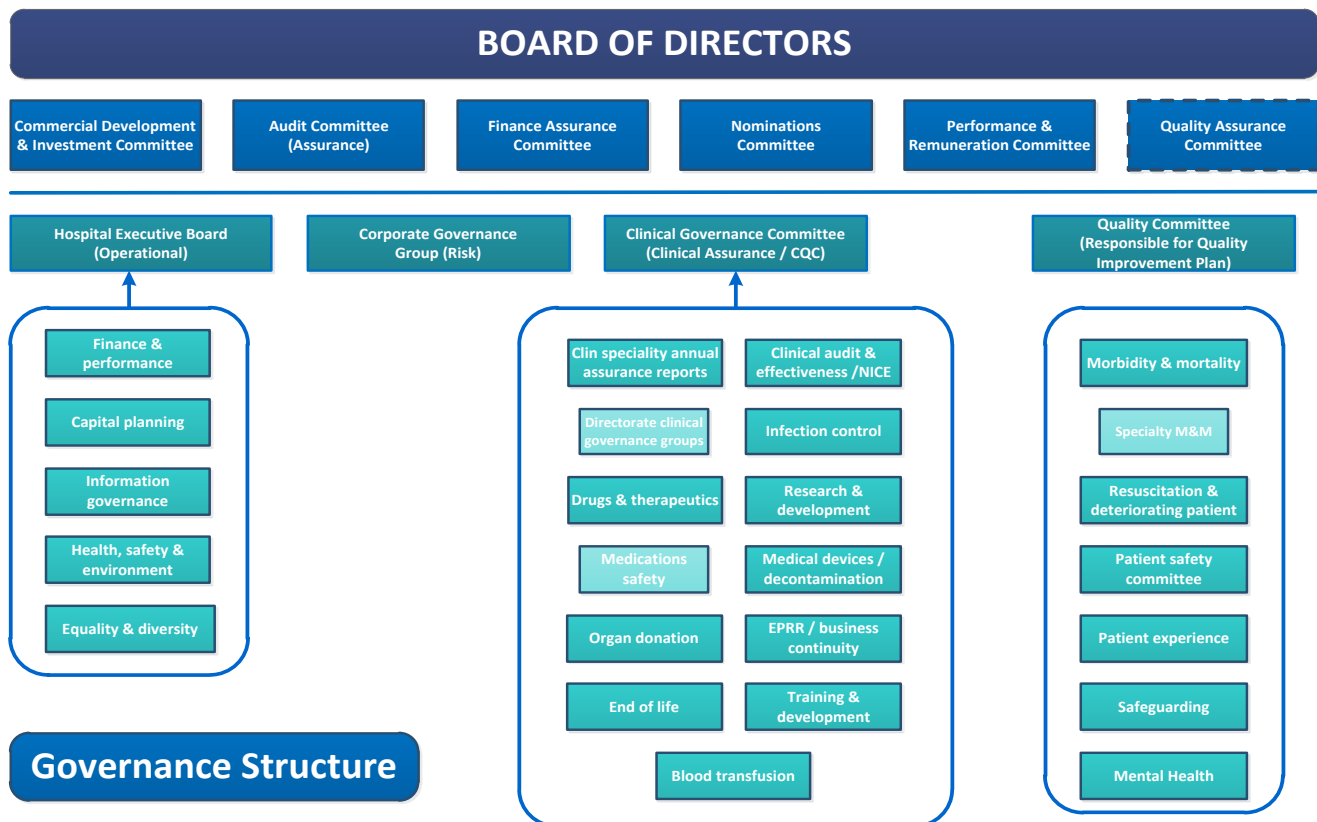 BOARD OF DIRECTORS
Commercial Development
& Investment Committee
Audit Committee
(Assurance)
Finance Assurance
Committee
Nominations
Committee
Performance &
Remuneration Committee
Quality Assurance
Committee
Hospital Executive Board
(Operational)
Corporate Governance
Group (Risk)
Clinical Governance Committee
(Clinical Assurance / CQC)
Quality Committee
(Responsible for Quality
Improvement Plan)
Finance &
performance
Capital planning
Information
governance
Health, safety &
environment
Equality & diversity
Clin speciality annual
assurance reports
Clinical audit &
effectiveness /NICE
Directorate clinical
governance groups
Infection control
Drugs & therapeutics
Research &
development
Medications
safety
Medical devices /
decontamination
Organ donation
EPRR / business
continuity
End of life
Training &
development
Blood transfusion
Morbidity & mortality
Specialty M&M
Resuscitation &
deteriorating patient
Patient safety
committee
Patient experience
Safeguarding
Mental Health
Governance Structure